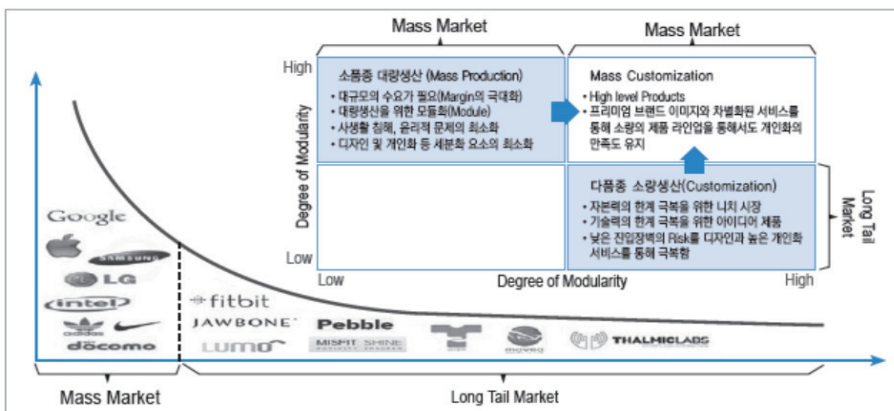 Mass Market
Mass Market
High
소품종 대량생산 (Mass Production)
• 대규모의 수요가 필요(Margin의 극대화)
• 대량생산을 위한 모듈화(Module)
• 사생활 침해, 윤리적 문제의 최소화
• 디자인 및 개인화 등 세분화 요소의 최소화
Mass Customization
• High level Products
• 프리미엄 브랜드 이미지와 차별화된 서비스를
통해 소량의 제품 라인업을 통해서도 개인화의
만족도 유지
Degree of Modularity
다품종 소량생산(Customization)
• 자본력의 한계 극복을 위한 니치 시장
• 기술력의 한계 극복을 위한 아이디어 제품
• 낮은 진입장벽의 Risk를 디자인과 높은 개인화
서비스를 통해 극복함
Long Tail
Market
Low
Low
Degree of Modularity
High
Google
SAMSUNG
LG
intel
adidas
döcomo
fitbit
JAWBONE
LUMO
Pebble
MISFIT SHINE
movea
THALMICLABS
Mass Market
Long Tail Market